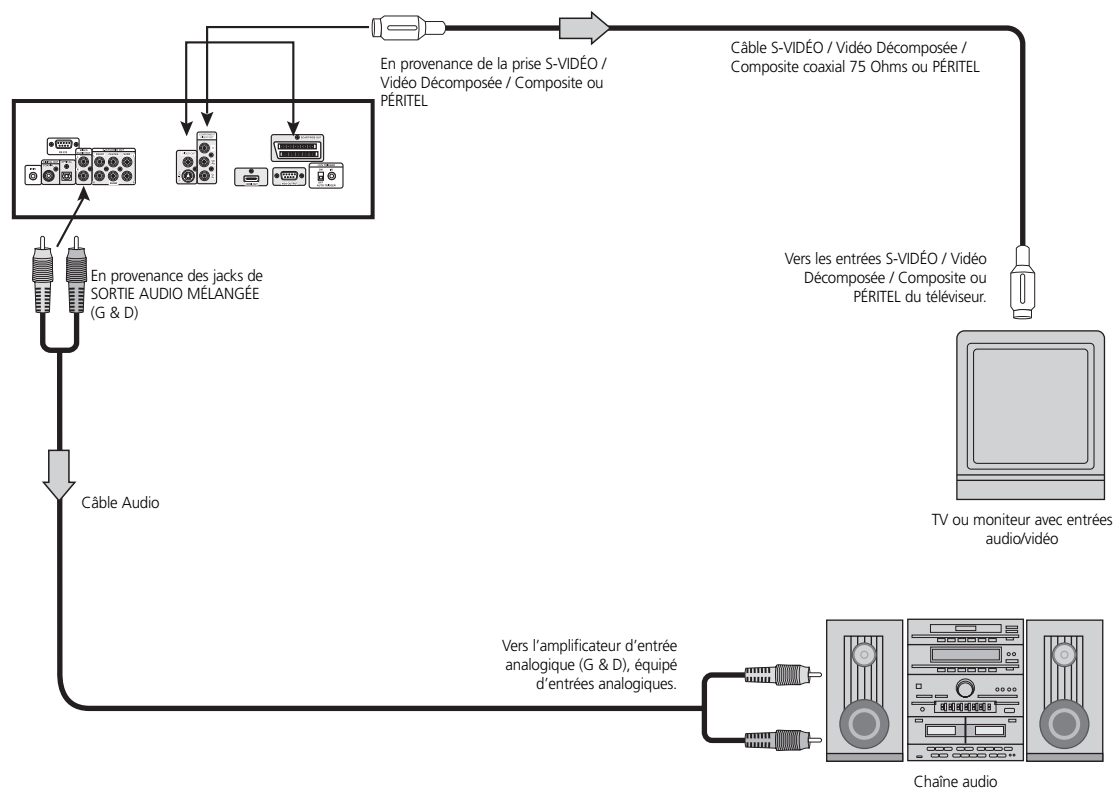 En provenance de la prise S-VIDÉO /
Vidéo Décomposée / Composite ou
PÉRITEL
Câble S-VIDÉO / Vidéo Décomposée /
Composite coaxial 75 Ohms ou PÉRITEL
En provenance des jacks de
SORTIE AUDIO MÉLANGÉE
(G & D)
Vers les entrées S-VIDÉO / Vidéo
Décomposée / Composite ou
PÉRITEL du téléviseur.
Câble Audio
TV ou moniteur avec entrées
audio/vidéo
Vers l'amplificateur d'entrée
analogique (G & D), équipé
d'entrées analogiques.
Chaîne audio